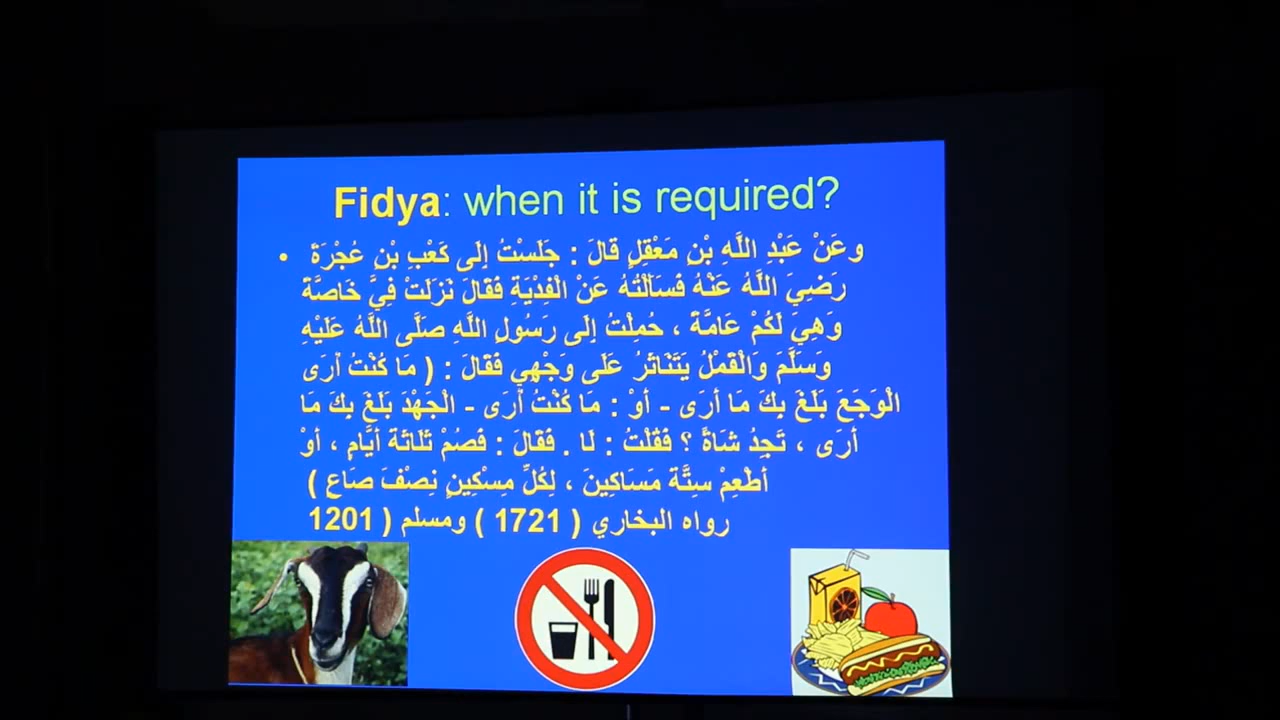 Fidya: when it is required?
• وعَنْ عَبْدِ اللَّهِ بْنِ مَعْقِلٍ قالَ : جَلَسْتُ إِلَى كَعْبِ بْنِ عُجْرَةَ
رَضِيَ اللَّهُ عَنْهُ فَسَأَلْتُهُ عَنْ الْفِدْيَةِ فَقَالَ نَزَلَتْ فِيَّ خَاصَّةً
وَهِيَ لَكُمْ عَامَّةً ، حُمِلْتُ إِلَى رَسُولِ اللَّهِ صَلَّى اللَّهُ عَلَيْهِ
وَسَلَّمَ وَالْقَمْلُ يَتَنَاثَرُ عَلَى وَجْهِي فَقَالَ : ( مَا كُنْتُ أُرَى
الْوَجَعَ بَلَغَ بِكَ مَا أَرَى - أَوْ : مَا كُنْتُ أُرَى - الْجَهْدَ بَلَغَ بِكَ مَا
أَرَى ، تَجِدُ شَاةً ؟ فَقُلْتُ : لَا . فَقَالَ : فَصُمْ ثَلَاثَةَ أَيَّامٍ ، أَوْ
أَطْعِمْ سِتَّةَ مَسَاكِينَ ، لِكُلِّ مِسْكِينٍ نِصْفَ صَاعٍ )
رواه البخاري ( 1721 ) ومسلم ( 1201